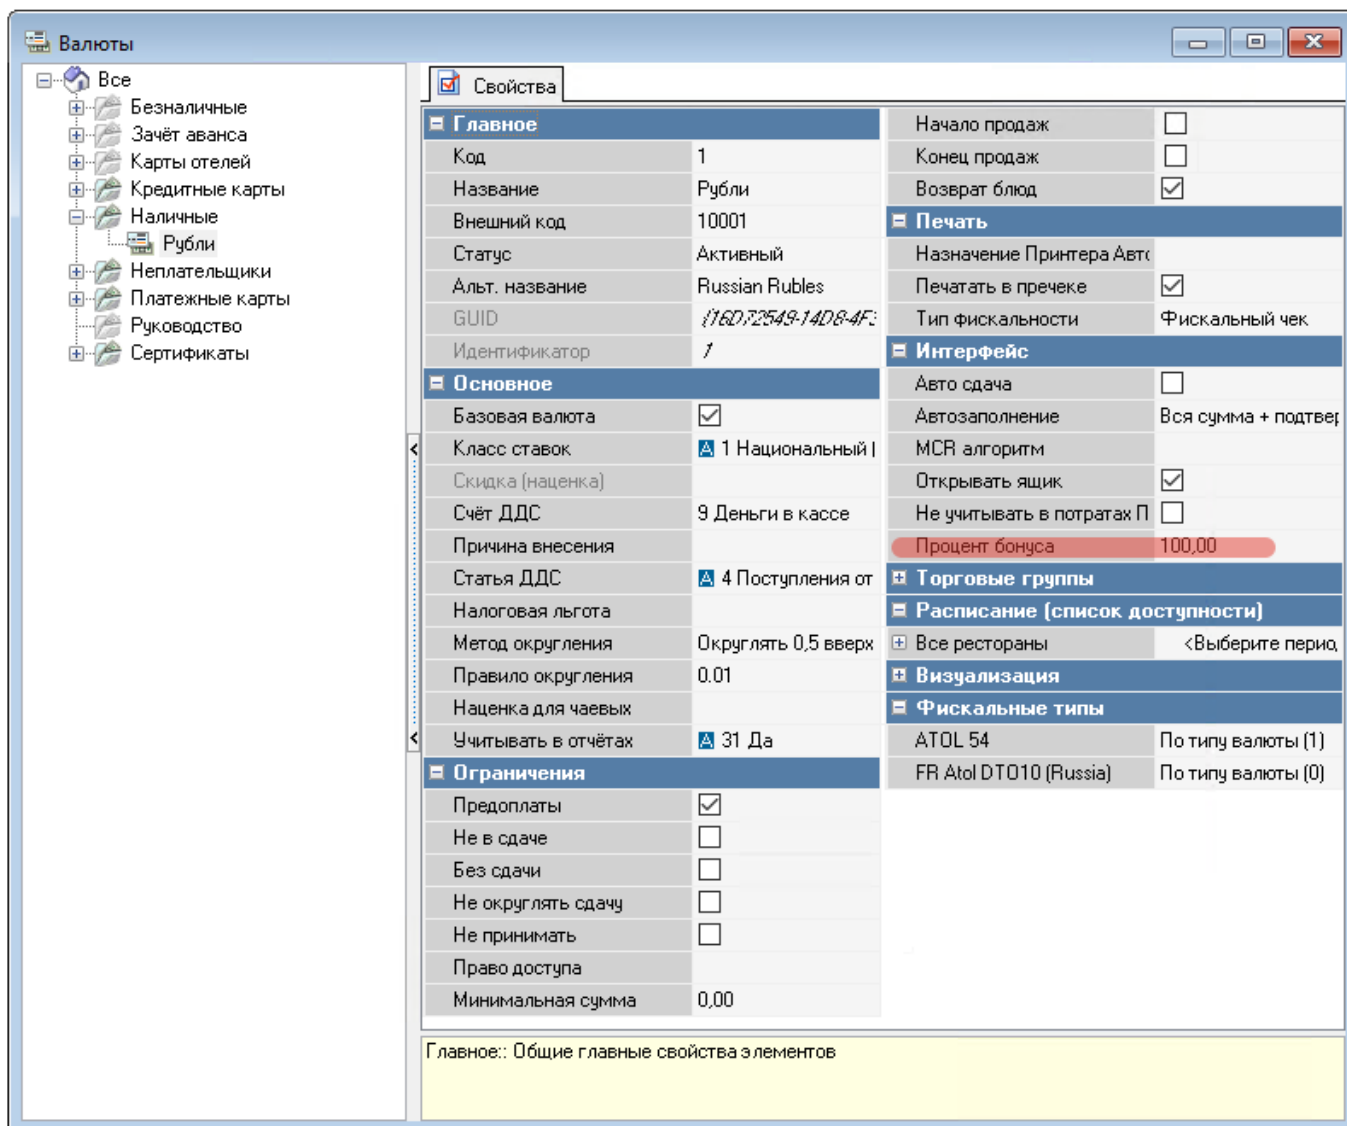 Валюты
Все
Безналичные
Зачёт аванса
Карты отелей
Кредитные карты
Наличные
Рубли
Неплательщики
Платежные карты
Руководство
Сертификаты
Свойства
Главное
Код 1
Название Рубли
Внешний код 10001
Статус Активный
Альт. название Russian Rubles
GUID {16D72549-14D8-4F3
Идентификатор 1
Основное
Базовая валюта
Класс ставок 1 Национальный
Скидка (наценка)
Счёт ДДС 9 Деньги в кассе
Причина внесения
Статья ДДС 4 Поступления от
Налоговая льгота
Метод округления Округлять 0,5 вверх
Правило округления 0.01
Наценка для чаевых
Учитывать в отчётах 31 Да
Ограничения
Предоплаты
Не в сдаче
Без сдачи
Не округлять сдачу
Не принимать
Право доступа
Минимальная сумма 0,00
Начало продаж
Конец продаж
Возврат блюд
Печать
Назначение Принтера Авто
Печатать в пречеке
Тип фискальности Фискальный чек
Интерфейс
Авто сдача
Автозаполнение Вся сумма + подтвер
MCR алгоритм
Открывать ящик
Не учитывать в потратах П
Процент бонуса 100,00
Торговые группы
Расписание (список доступности)
Все рестораны <Выберите перио
Визуализация
Фискальные типы
ATOL 54 По типу валюты (1)
FR Atol DTO10 (Russia) По типу валюты (0)
Главное:: Общие главные свойства элементов